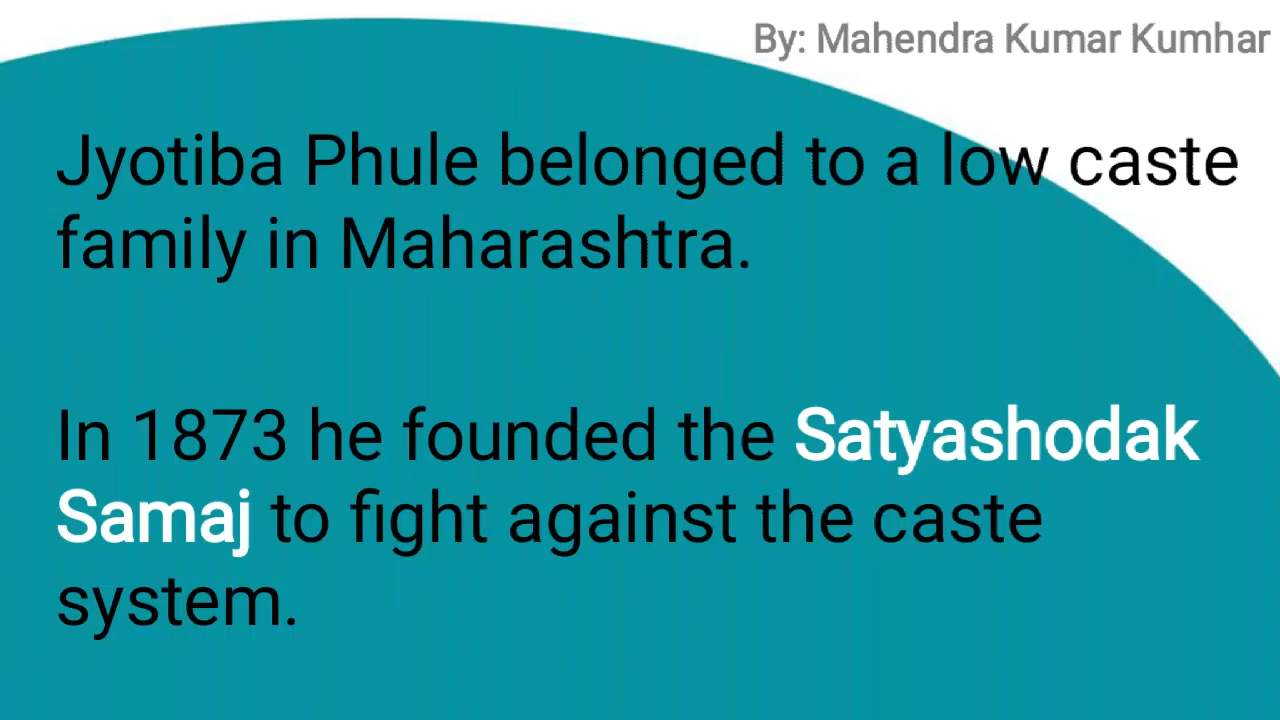 By: Mahendra Kumar Kumhar
Jyotiba Phule belonged to a low caste
family in Maharashtra.
In 1873 he founded the Satyashodak
Samaj to fight against the caste
system.